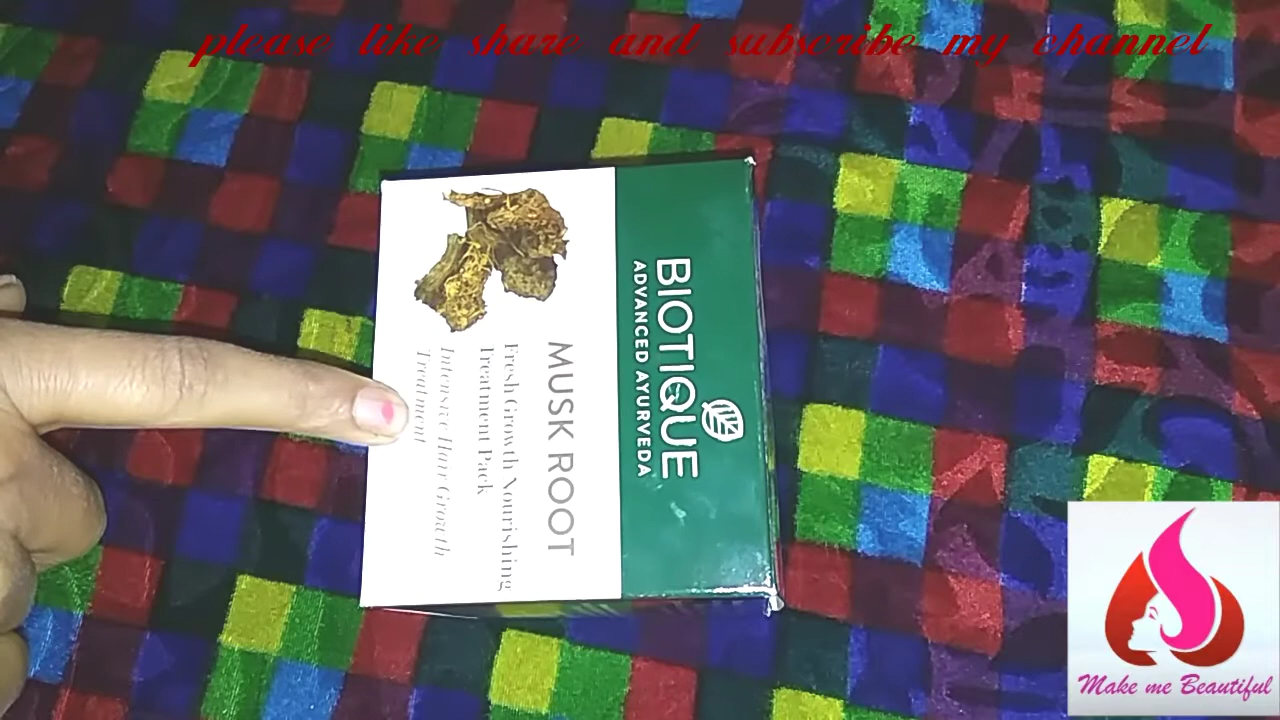 please like share and subscribe my channel
BIOTIQUE
ADVANCED AYURVEDA
MUSK ROOT
Fresh Growth Nourishing
Treatment Pack
Intensive Hair Growth
Treatment
Make me Beautiful